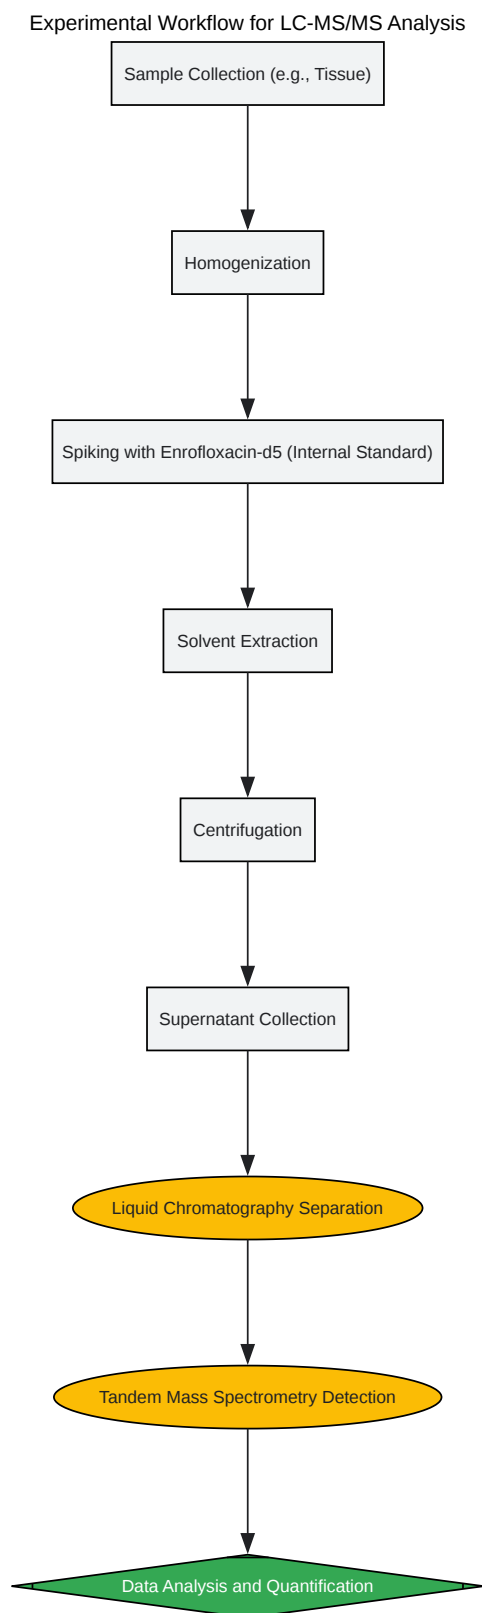 Experimental Workflow for LC-MS/MS Analysis
Sample Collection (e.g., Tissue)
Homogenization
Spiking with Enrofloxacin-d5 (Internal Standard)
Solvent Extraction
Centrifugation
Supernatant Collection
Liquid Chromatography Separation
Tandem Mass Spectrometry Detection
Data Analysis and Quantification